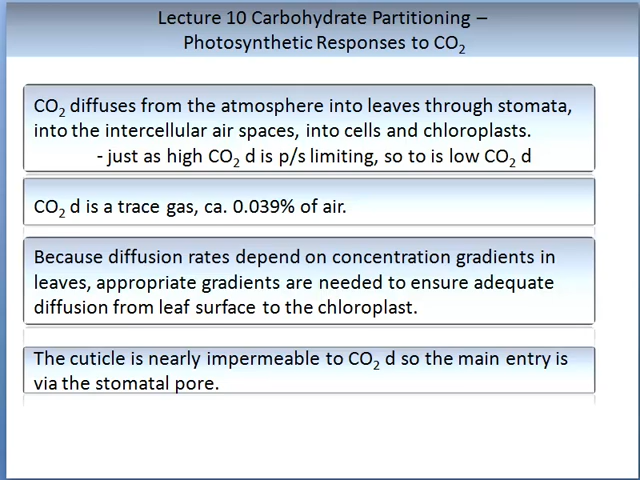 Lecture 10 Carbohydrate Partitioning –
Photosynthetic Responses to CO₂
CO₂ diffuses from the atmosphere into leaves through stomata,
into the intercellular air spaces, into cells and chloroplasts.
- just as high CO₂ d is p/s limiting, so to is low CO₂ d
CO₂ d is a trace gas, ca. 0.039% of air.
Because diffusion rates depend on concentration gradients in
leaves, appropriate gradients are needed to ensure adequate
diffusion from leaf surface to the chloroplast.
The cuticle is nearly impermeable to CO₂ d so the main entry is
via the stomatal pore.